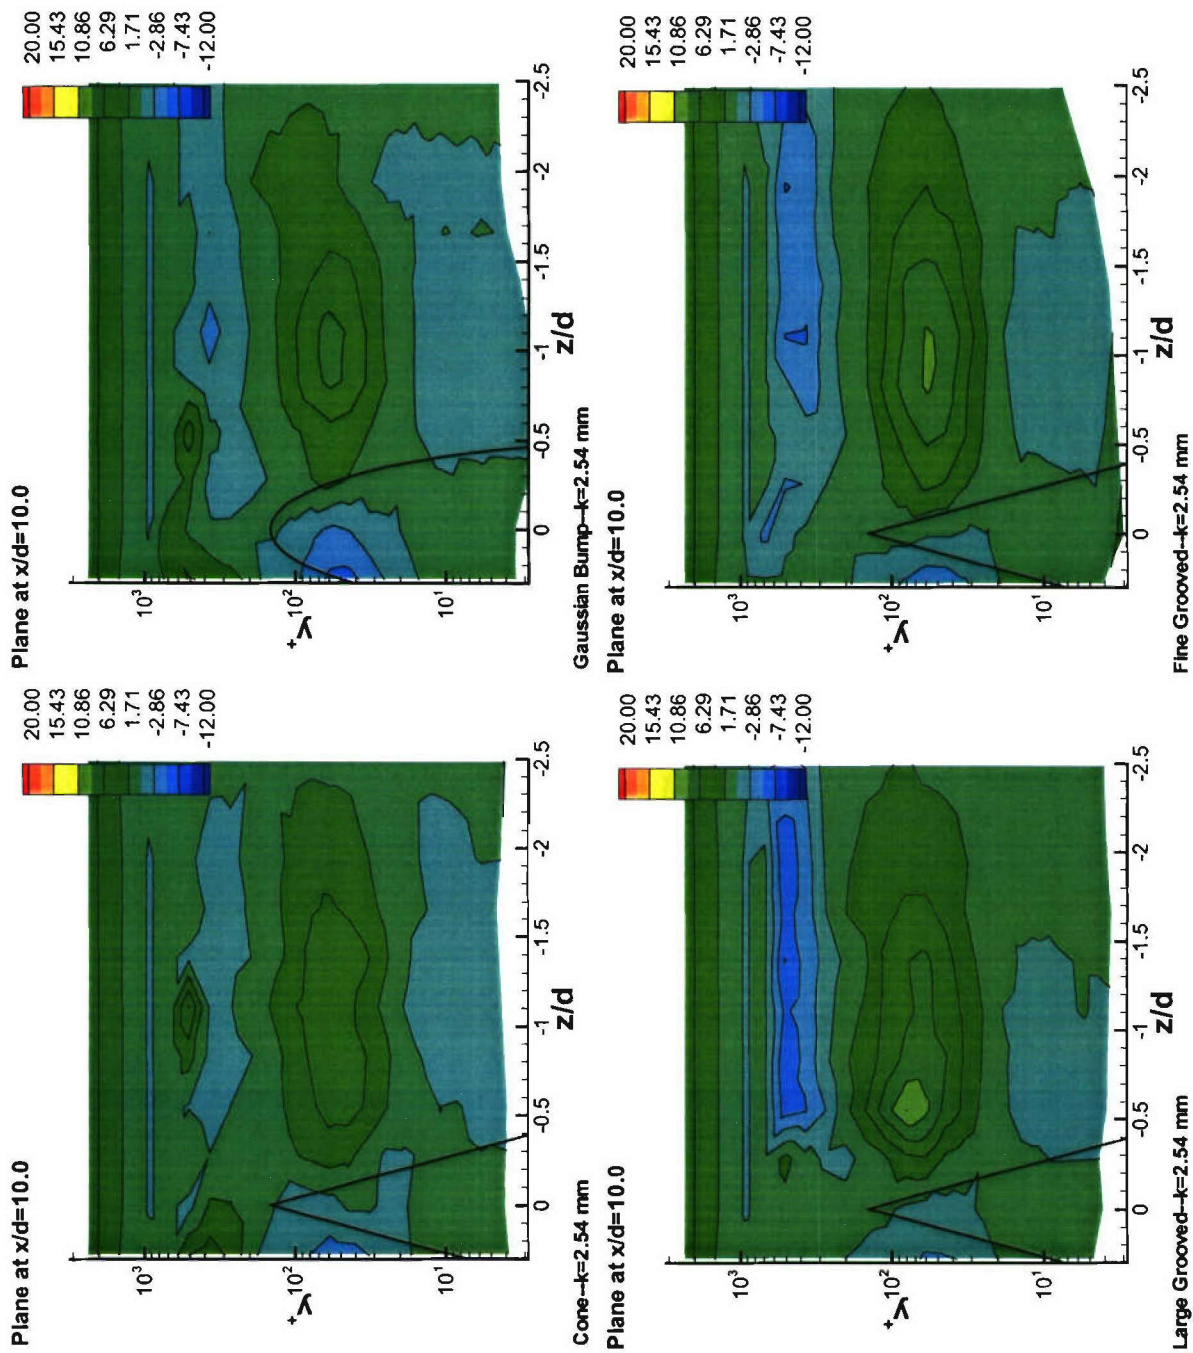 Plane at x/d=10.0
20.00
15.43
10.86
6.29
1.71
-2.86
-7.43
-12.00
10³
10²
y⁺
10¹
0 -0.5 -1 -1.5 -2 -2.5
z/d
Cone--k=2.54 mm
Plane at x/d=10.0
20.00
15.43
10.86
6.29
1.71
-2.86
-7.43
-12.00
10³
10²
y⁺
10¹
0 -0.5 -1 -1.5 -2 -2.5
z/d
Gaussian Bump--k=2.54 mm
Plane at x/d=10.0
20.00
15.43
10.86
6.29
1.71
-2.86
-7.43
-12.00
10³
10²
y⁺
10¹
0 -0.5 -1 -1.5 -2 -2.5
z/d
Large Grooved--k=2.54 mm
Plane at x/d=10.0
20.00
15.43
10.86
6.29
1.71
-2.86
-7.43
-12.00
10³
10²
y⁺
10¹
0 -0.5 -1 -1.5 -2 -2.5
z/d
Fine Grooved--k=2.54 mm